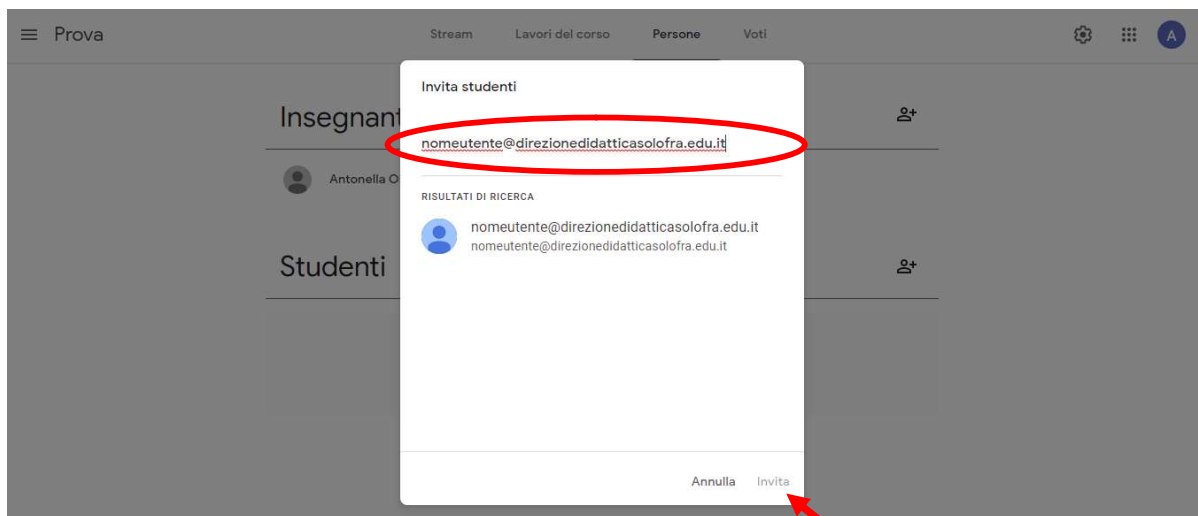 Prova
Stream Lavori del corso Persone Voti
A
Invita studenti
Insegnant
nomeutente@direzionedidatticasolofra.edu.it
Antonella O
RISULTATI DI RICERCA
nomeutente@direzionedidatticasolofra.edu.it
nomeutente@direzionedidatticasolofra.edu.it
Studenti
Annulla Invita